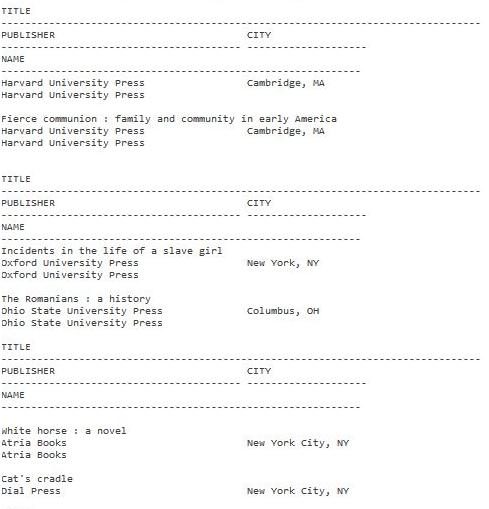 TITLE
--------------------------------------------------------------------------------
PUBLISHER                                CITY
---------------------------------------- --------------------
NAME
------------------------------------------------------------
Harvard University Press                 Cambridge, MA
Harvard University Press

Fierce communion : family and community in early America
Harvard University Press                 Cambridge, MA
Harvard University Press

TITLE
--------------------------------------------------------------------------------
PUBLISHER                                CITY
---------------------------------------- --------------------
NAME
------------------------------------------------------------
Incidents in the life of a slave girl
Oxford University Press                  New York, NY
Oxford University Press

The Romanians : a history
Ohio State University Press              Columbus, OH
Ohio State University Press

TITLE
--------------------------------------------------------------------------------
PUBLISHER                                CITY
---------------------------------------- --------------------
NAME
------------------------------------------------------------

White horse : a novel
Atria Books                              New York City, NY
Atria Books

Cat's cradle
Dial Press                               New York City, NY